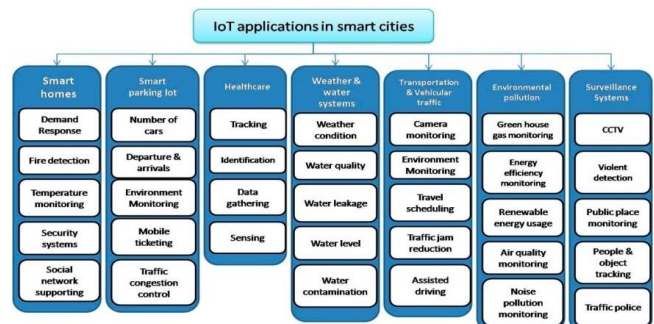 IoT applications in smart cities
Smart
homes
Demand
Response
Fire detection
Temperature
monitoring
Security
systems
Social
network
supporting
Smart
parking lot
Number of
cars
Departure &
arrivals
Environment
Monitoring
Mobile
ticketing
Traffic
congestion
control
Healthcare
Tracking
Identification
Data
gathering
Sensing
Weather &
water
systems
Weather
condition
Water quality
Water leakage
Water level
Water
contamination
Transportation
& Vehicular
traffic
Camera
monitoring
Environment
Monitoring
Travel
scheduling
Traffic jam
reduction
Assisted
driving
Environmental
pollution
Green house
gas monitoring
Energy
efficiency
monitoring
Renewable
energy usage
Air quality
monitoring
Noise
pollution
monitoring
Surveillance
Systems
CCTV
Violent
detection
Public place
monitoring
People &
object
tracking
Traffic police